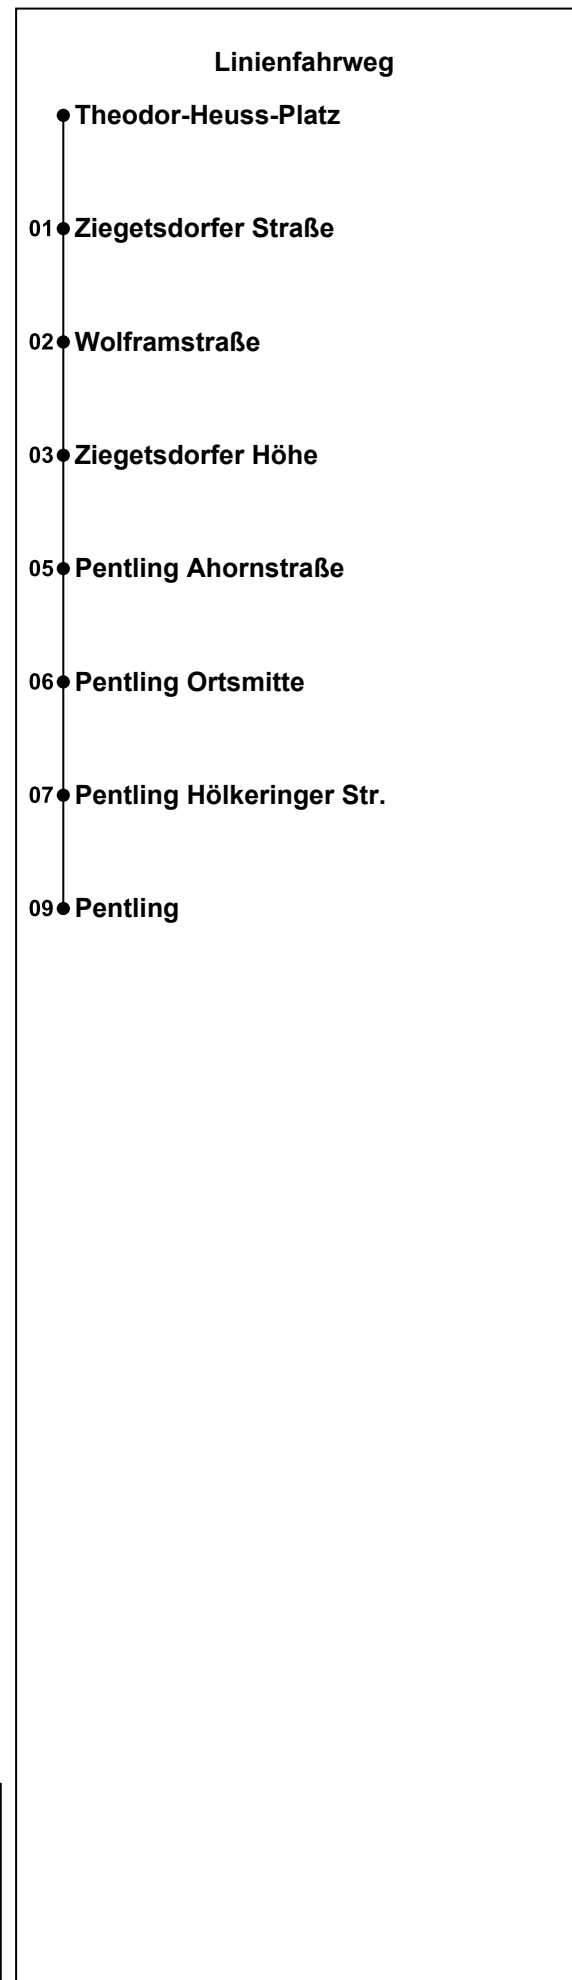 Linienfahrweg
Theodor-Heuss-Platz
01 Ziegetsdorfer Straße
02 Wolframstraße
03 Ziegetsdorfer Höhe
05 Pentling Ahornstraße
06 Pentling Ortsmitte
07 Pentling Hölkeringer Str.
09 Pentling